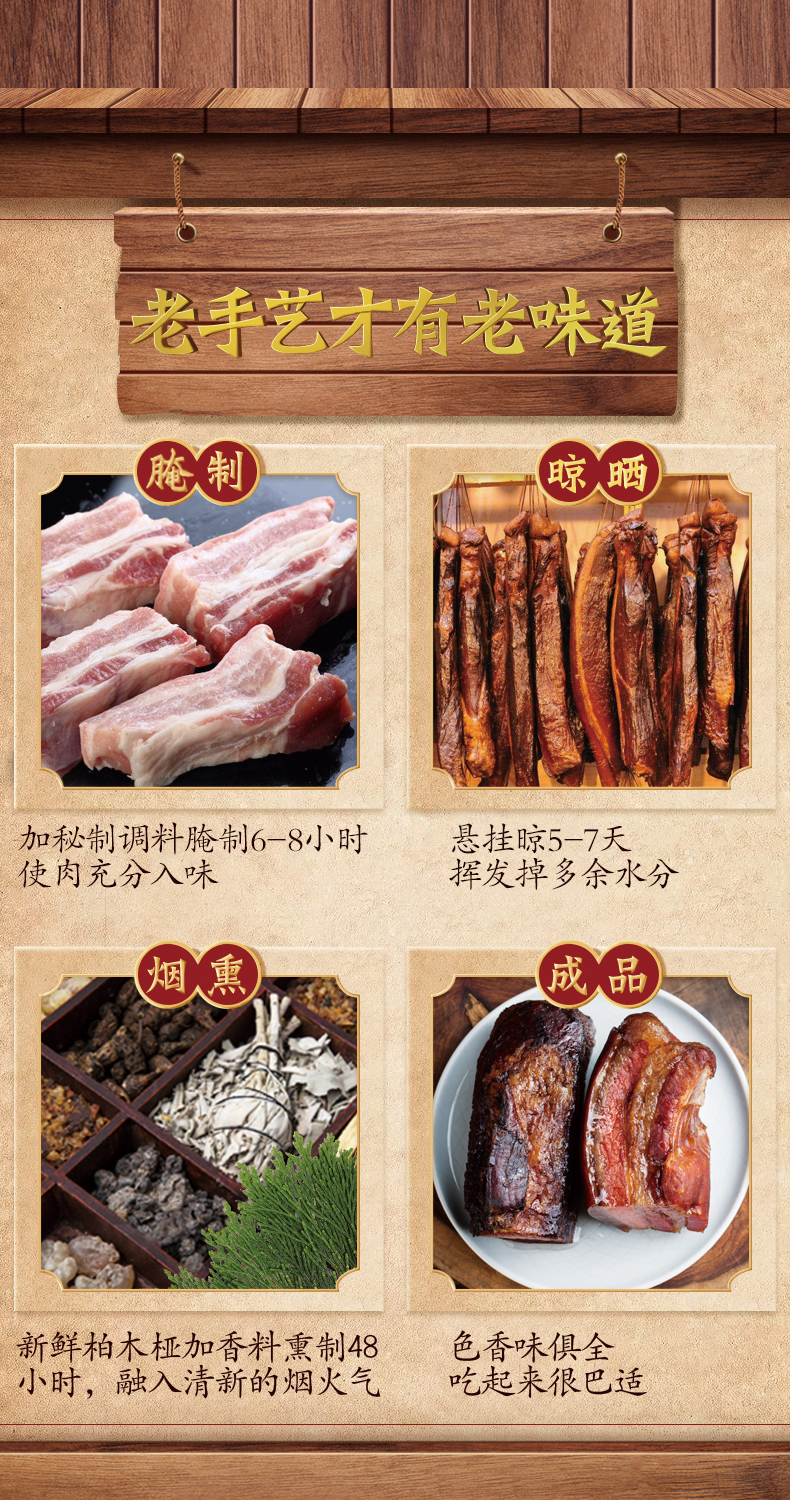 老手艺才有老味道
腌制
加秘制调料腌制6-8小时
使肉充分入味
晾晒
悬挂晾5-7天
挥发掉多余水分
烟熏
新鲜柏木桠加香料熏制48
小时，融入清新的烟火气
成品
色香味俱全
吃起来很巴适